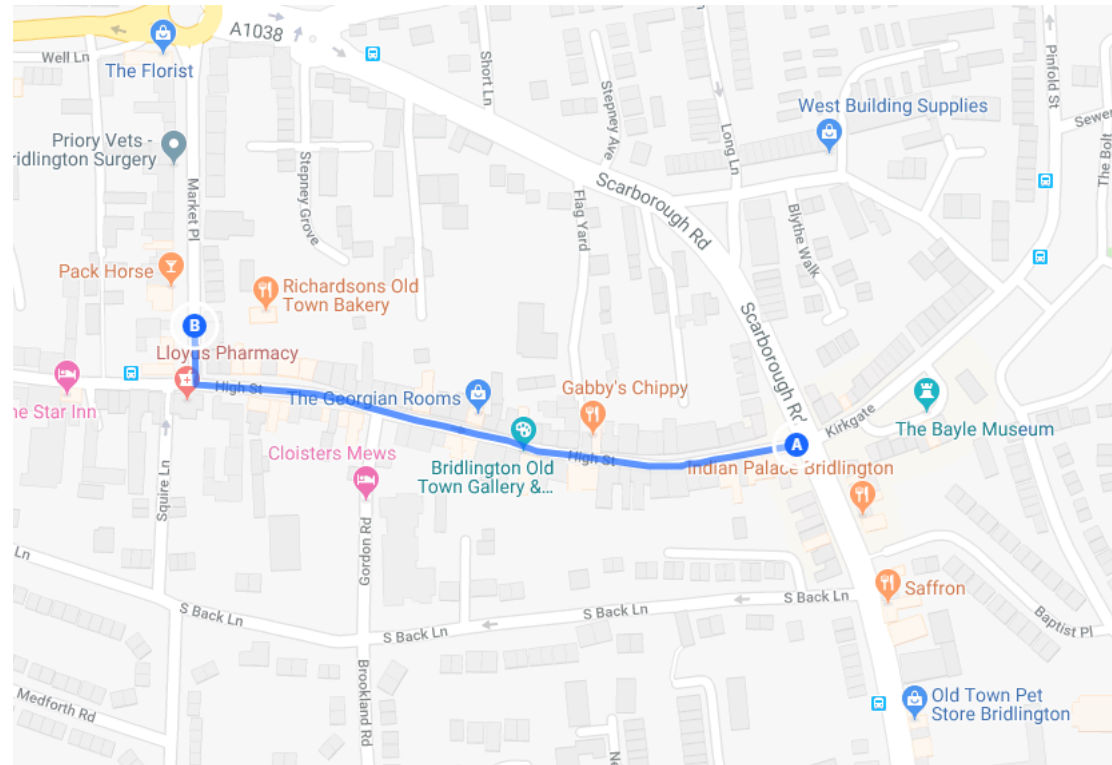 A1038
Well Ln
The Florist
Short Ln
Stepney Ave
Long Ln
West Building Supplies
Pinfold St
Sewer
The Bolt
Priory Vets -
ridlington Surgery
Market Pl
Stepney Grove
Scarborough Rd
Flag Yard
Blythe Walk
Pack Horse
Richardsons Old
Town Bakery
B
Scarborough Rd
Lloyds Pharmacy
High St
The Georgian Rooms
Gabby's Chippy
Kirkgate
The Bayle Museum
he Star Inn
A
Cloisters Mews
Bridlington Old
Town Gallery &...
High St
Indian Palace Bridlington
Squire Ln
Gordon Rd
Ln
S Back Ln
S Back Ln
S Back Ln
S Back Ln
Saffron
Baptist Pl
Medforth Rd
Brookland Rd
Old Town Pet
Store Bridlington
Ne